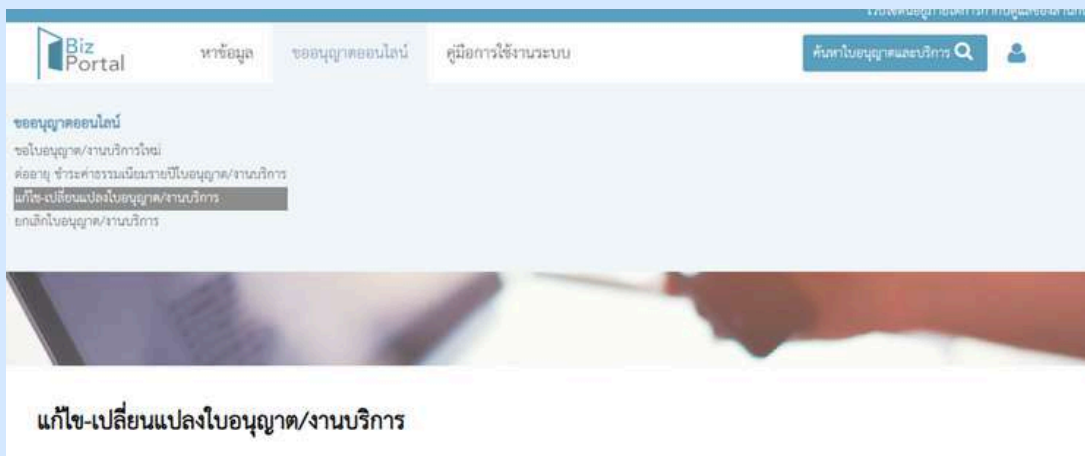 Biz
Portal
หาข้อมูล
ขออนุญาตออนไลน์
คู่มือการใช้งานระบบ
ค้นหาใบอนุญาตและบริการ
ขออนุญาตออนไลน์
ขอใบอนุญาต/งานบริการใหม่
ต่ออายุ ชำระค่าธรรมเนียมรายปีใบอนุญาต/งานบริการ
แก้ไข-เปลี่ยนแปลงใบอนุญาต/งานบริการ
ยกเลิกใบอนุญาต/งานบริการ
แก้ไข-เปลี่ยนแปลงใบอนุญาต/งานบริการ